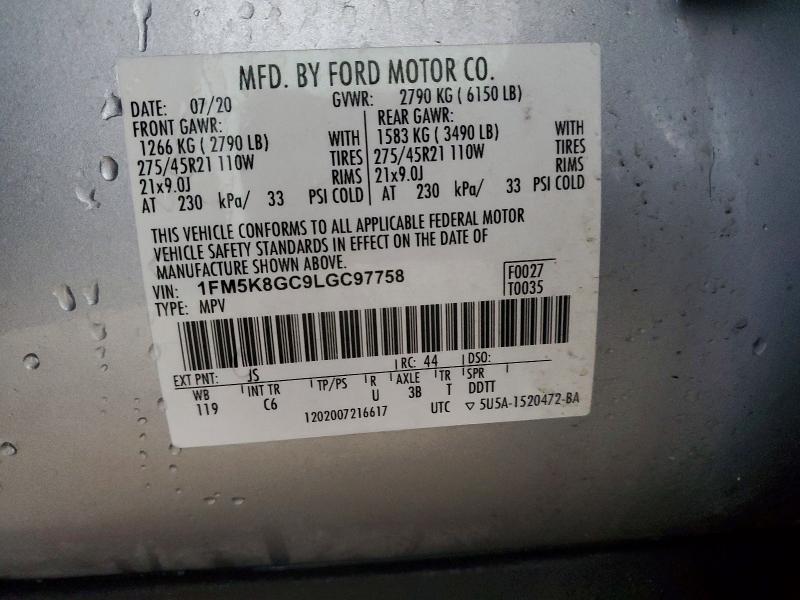 MFD. BY FORD MOTOR CO.
DATE: 07/20 GVWR: 2790 KG ( 6150 LB)
FRONT GAWR: REAR GAWR:
1266 KG ( 2790 LB) WITH 1583 KG ( 3490 LB) WITH
275/45R21 110W TIRES 275/45R21 110W TIRES
21x9.0J RIMS 21x9.0J RIMS
AT 230 kPa/ 33 PSI COLD AT 230 kPa/ 33 PSI COLD
THIS VEHICLE CONFORMS TO ALL APPLICABLE FEDERAL MOTOR
VEHICLE SAFETY STANDARDS IN EFFECT ON THE DATE OF
MANUFACTURE SHOWN ABOVE.
VIN: 1FM5K8GC9LGC97758 F0027
TYPE: MPV T0035
EXT PNT: JS RC: 44 DSO:
WB INT TR TP/PS R AXLE TR SPR
119 C6 U 3B T DDTT
1202007216617 UTC ▽ 5U5A-1520472-BA